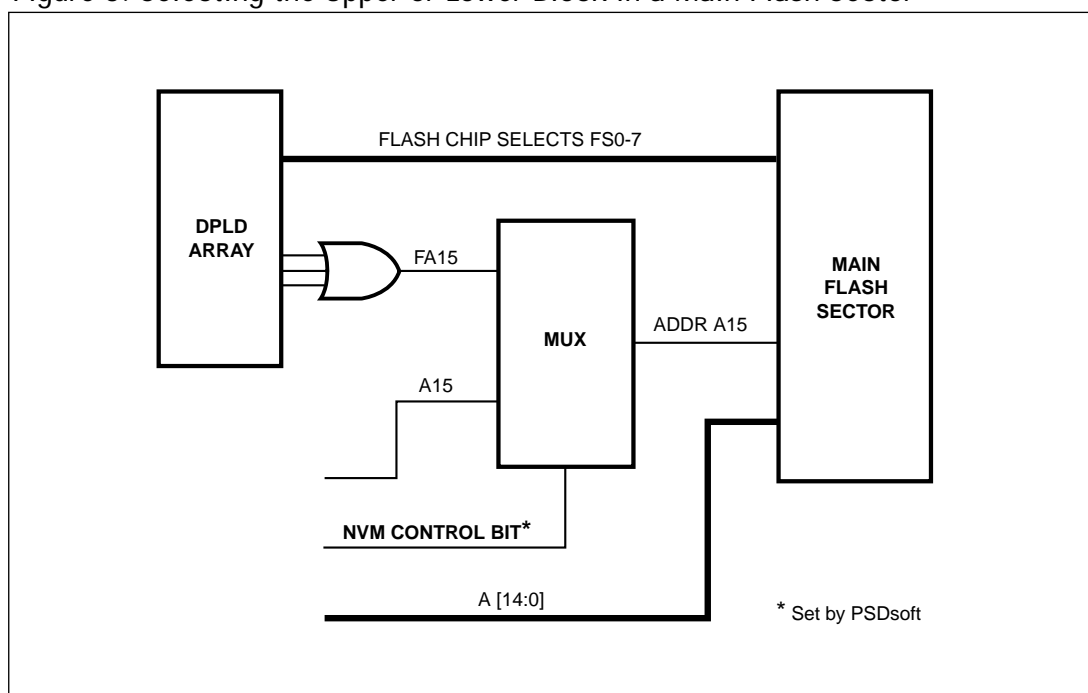 Figure 5. Selecting the Upper or Lower Block in a Main Flash Sector
FLASH CHIP SELECTS FS0-7
DPLD
ARRAY
FA15
MUX
ADDR A15
MAIN
FLASH
SECTOR
A15
NVM CONTROL BIT*
A [14:0]
* Set by PSDsoft